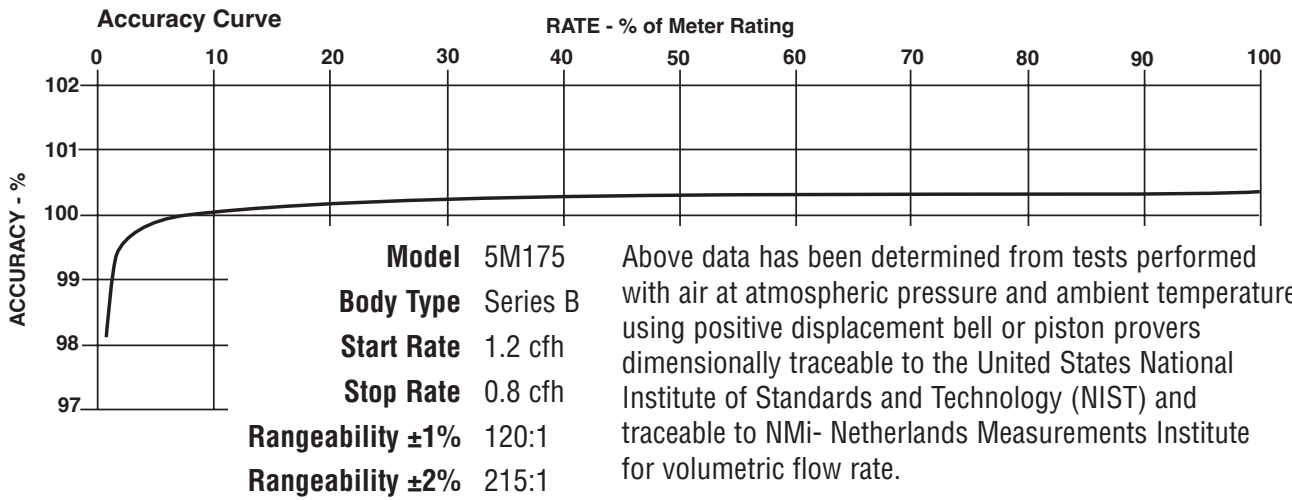 Accuracy Curve
RATE - % of Meter Rating
0 10 20 30 40 50 60 70 80 90 100
102
101
100
99
98
97
ACCURACY - %
Model 5M175
Body Type Series B
Start Rate 1.2 cfh
Stop Rate 0.8 cfh
Rangeability ±1% 120:1
Rangeability ±2% 215:1
Above data has been determined from tests performed
with air at atmospheric pressure and ambient temperature
using positive displacement bell or piston provers
dimensionally traceable to the United States National
Institute of Standards and Technology (NIST) and
traceable to NMi- Netherlands Measurements Institute
for volumetric flow rate.